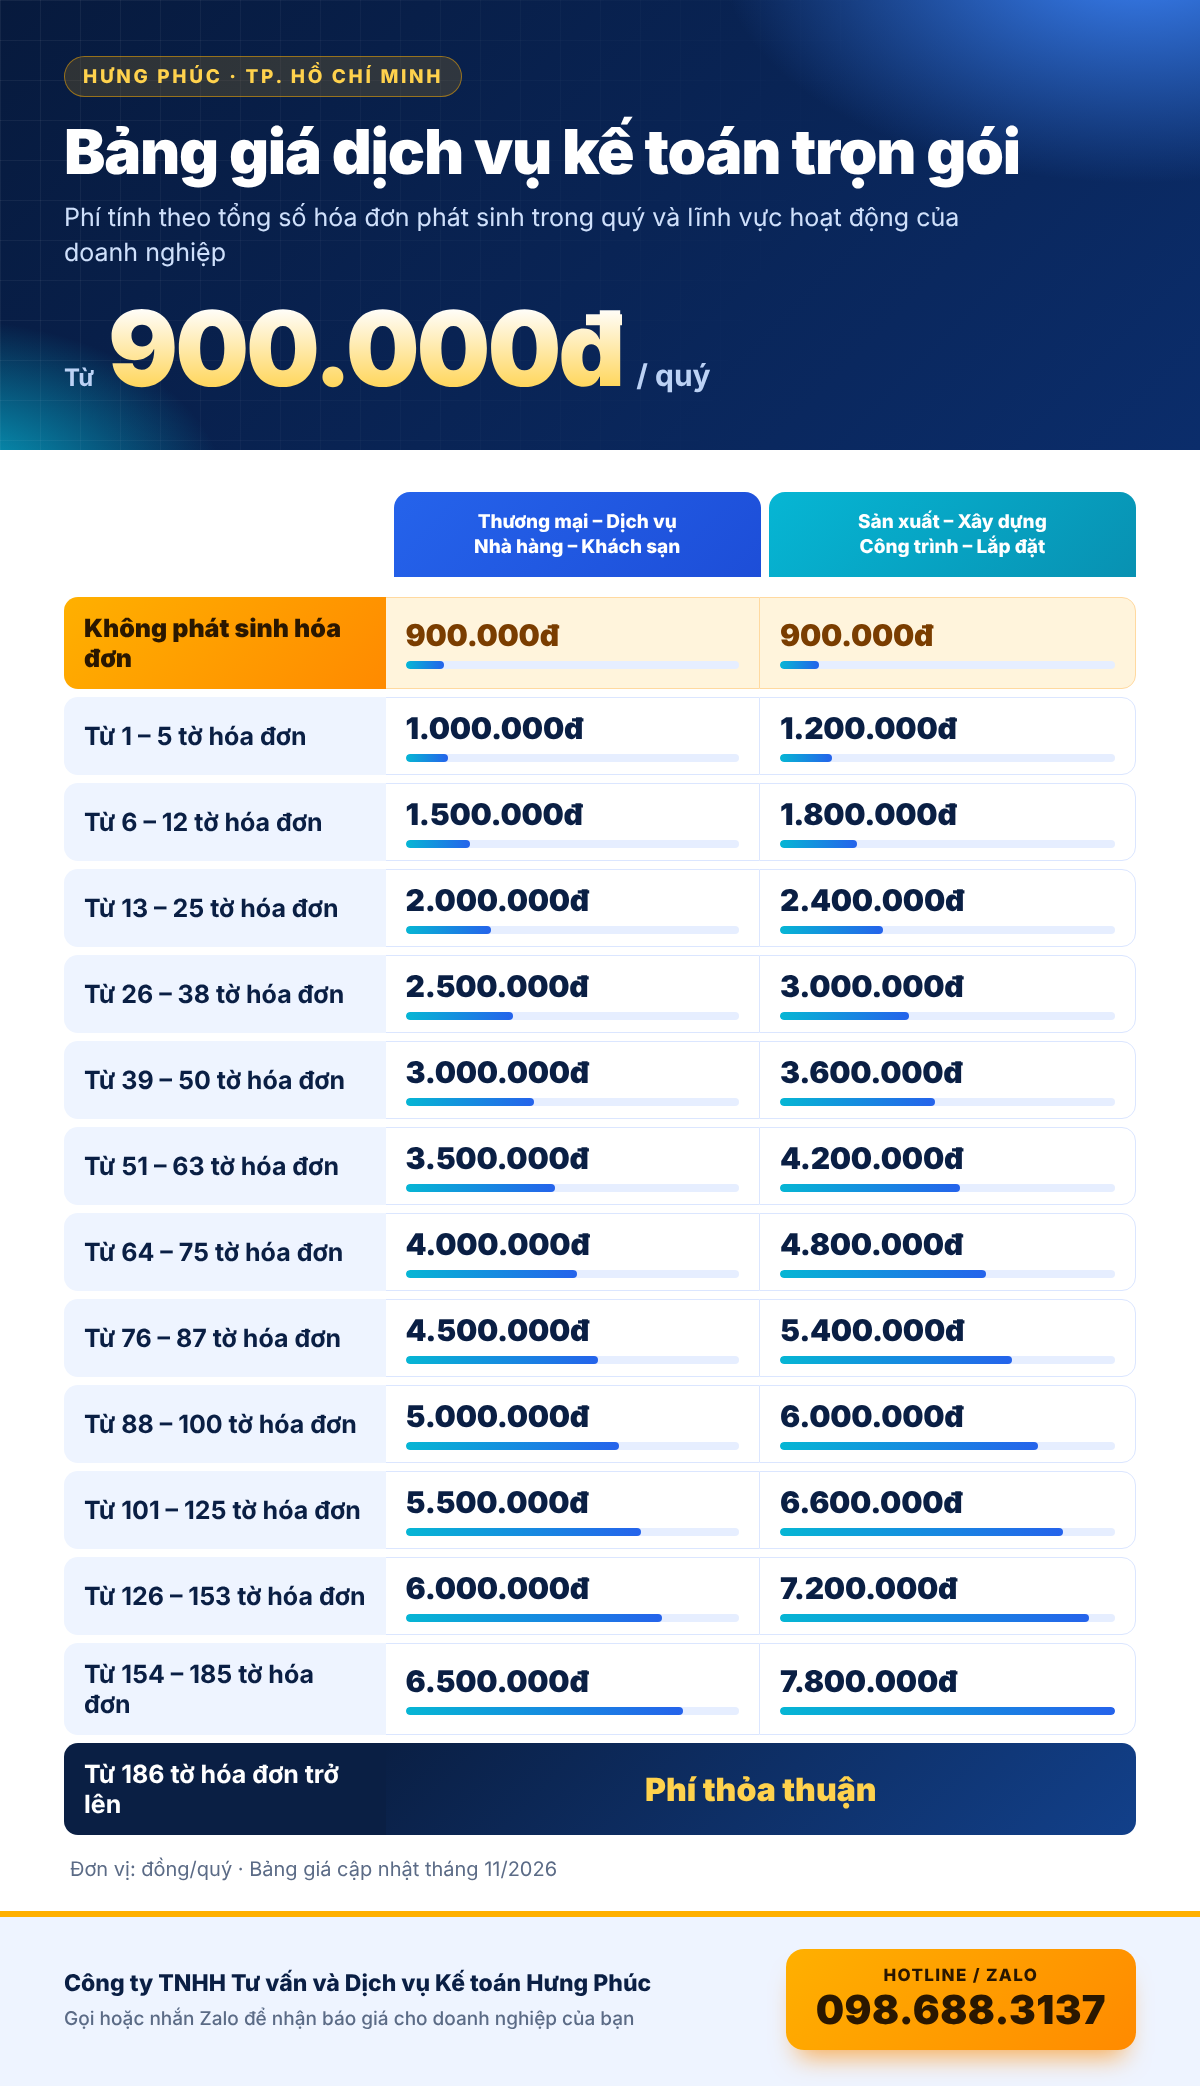 HƯNG PHÚC · TP. HỒ CHÍ MINH
Bảng giá dịch vụ kế toán trọn gói
Phí tính theo tổng số hóa đơn phát sinh trong quý và lĩnh vực hoạt động của
doanh nghiệp
Từ 900.000đ / quý
Thương mại – Dịch vụ
Nhà hàng – Khách sạn
Sản xuất – Xây dựng
Công trình – Lắp đặt
Không phát sinh hóa
đơn
900.000đ
900.000đ
Từ 1 – 5 tờ hóa đơn
1.000.000đ
1.200.000đ
Từ 6 – 12 tờ hóa đơn
1.500.000đ
1.800.000đ
Từ 13 – 25 tờ hóa đơn
2.000.000đ
2.400.000đ
Từ 26 – 38 tờ hóa đơn
2.500.000đ
3.000.000đ
Từ 39 – 50 tờ hóa đơn
3.000.000đ
3.600.000đ
Từ 51 – 63 tờ hóa đơn
3.500.000đ
4.200.000đ
Từ 64 – 75 tờ hóa đơn
4.000.000đ
4.800.000đ
Từ 76 – 87 tờ hóa đơn
4.500.000đ
5.400.000đ
Từ 88 – 100 tờ hóa đơn
5.000.000đ
6.000.000đ
Từ 101 – 125 tờ hóa đơn
5.500.000đ
6.600.000đ
Từ 126 – 153 tờ hóa đơn
6.000.000đ
7.200.000đ
Từ 154 – 185 tờ hóa
đơn
6.500.000đ
7.800.000đ
Từ 186 tờ hóa đơn trở
lên
Phí thỏa thuận
Đơn vị: đồng/quý · Bảng giá cập nhật tháng 11/2026
Công ty TNHH Tư vấn và Dịch vụ Kế toán Hưng Phúc
Gọi hoặc nhắn Zalo để nhận báo giá cho doanh nghiệp của bạn
HOTLINE / ZALO
098.688.3137